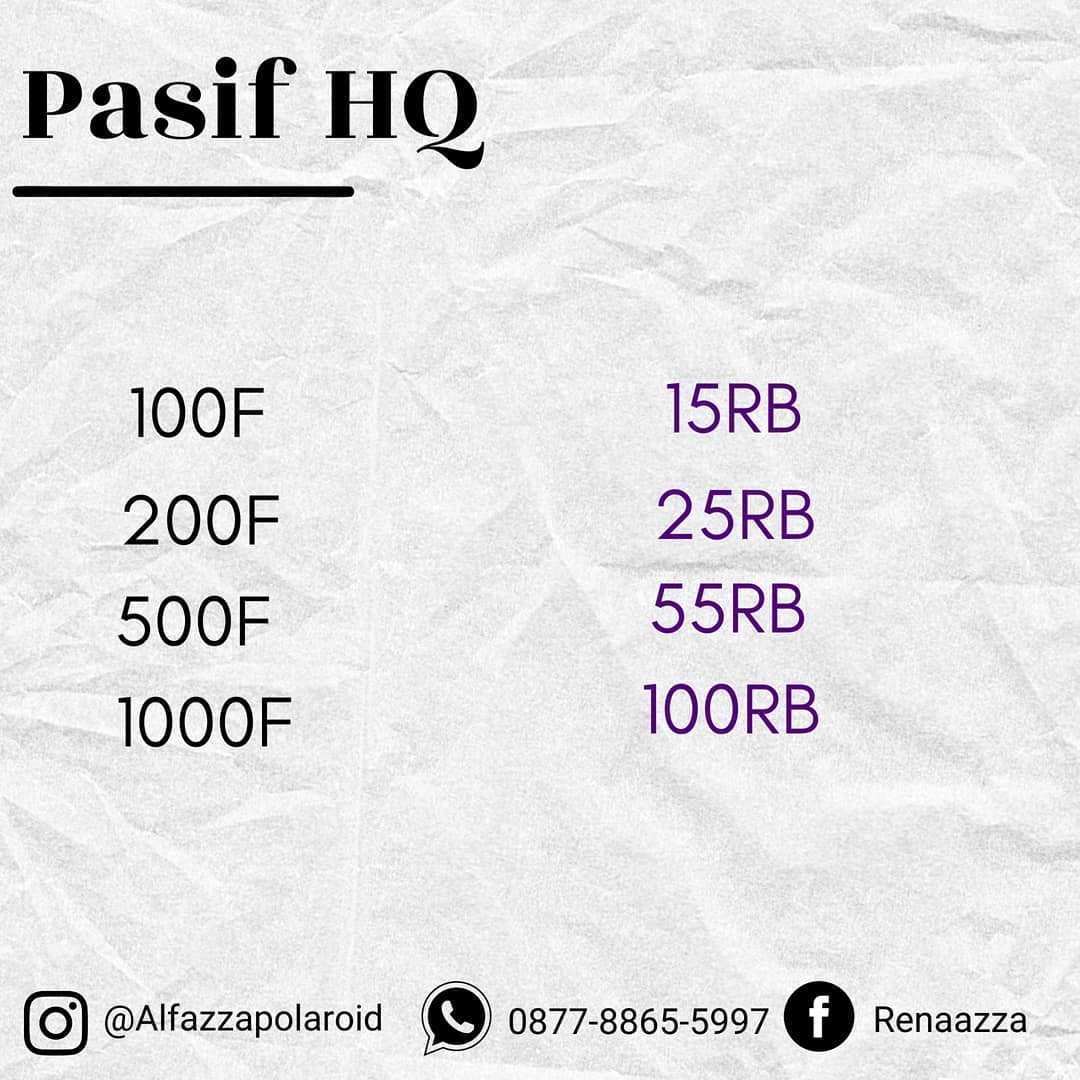 Pasif HQ
100F 15RB
200F 25RB
500F 55RB
1000F 100RB
@Alfazzapolaroid 0877-8865-5997 Renaazza